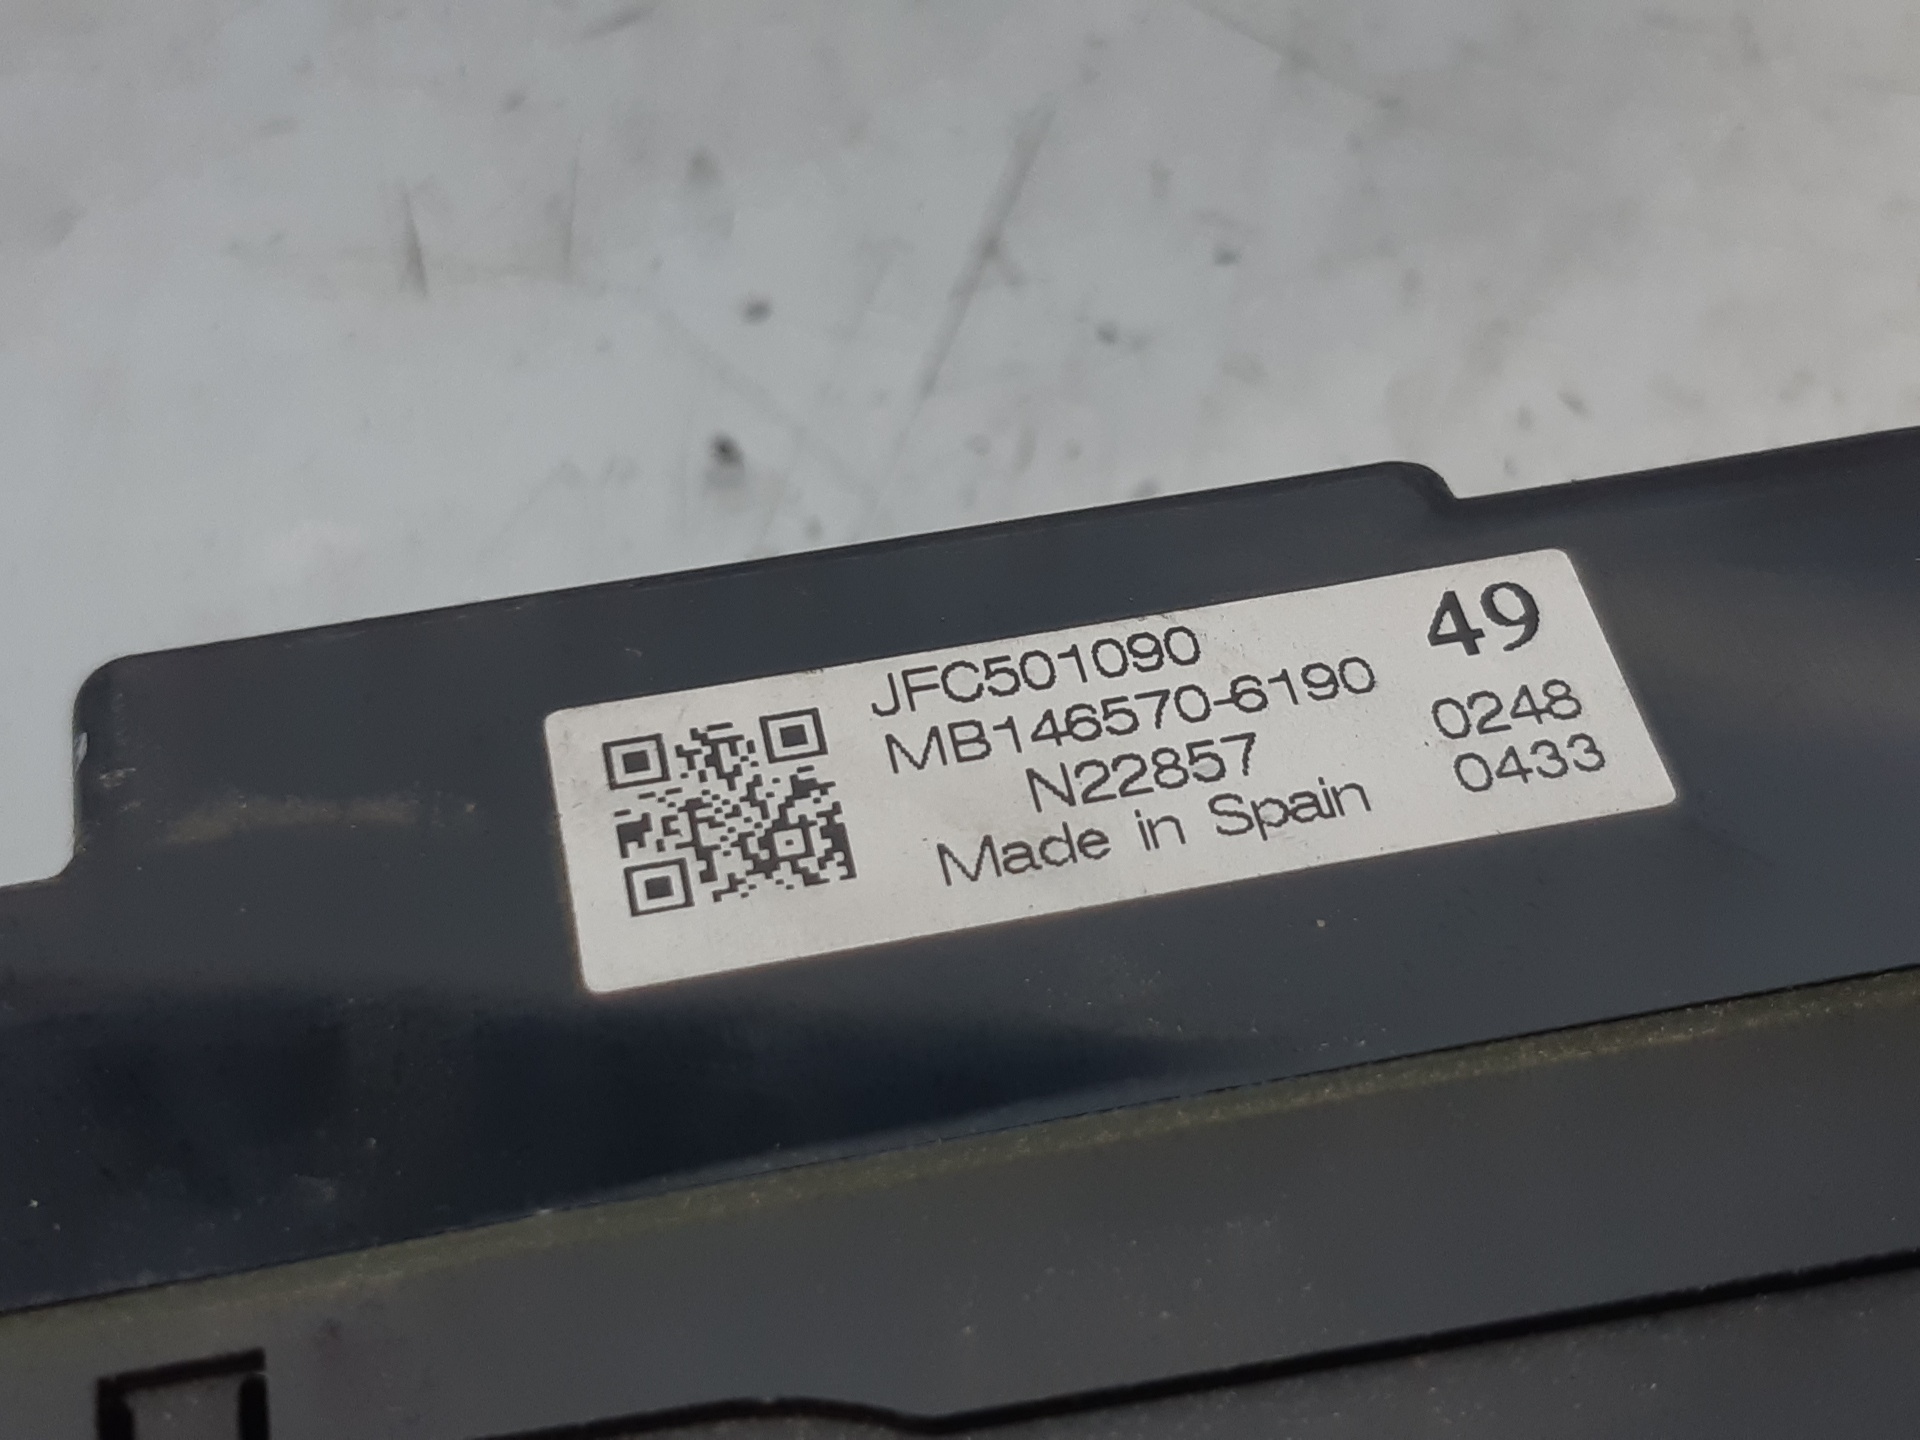 JFC501090 49
MB146570-6190 0248
N22857 0433
Made in Spain